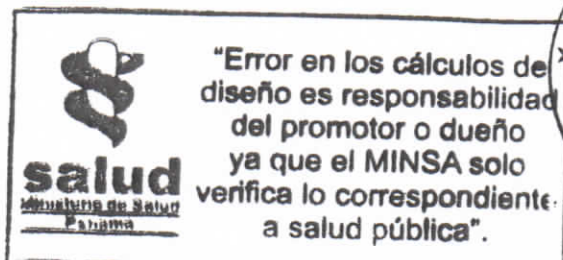 "Error en los cálculos de
diseño es responsabilidad
del promotor o dueño
ya que el MINSA solo
verifica lo correspondiente
a salud pública".
salud
Ministerio de Salud
Panamá